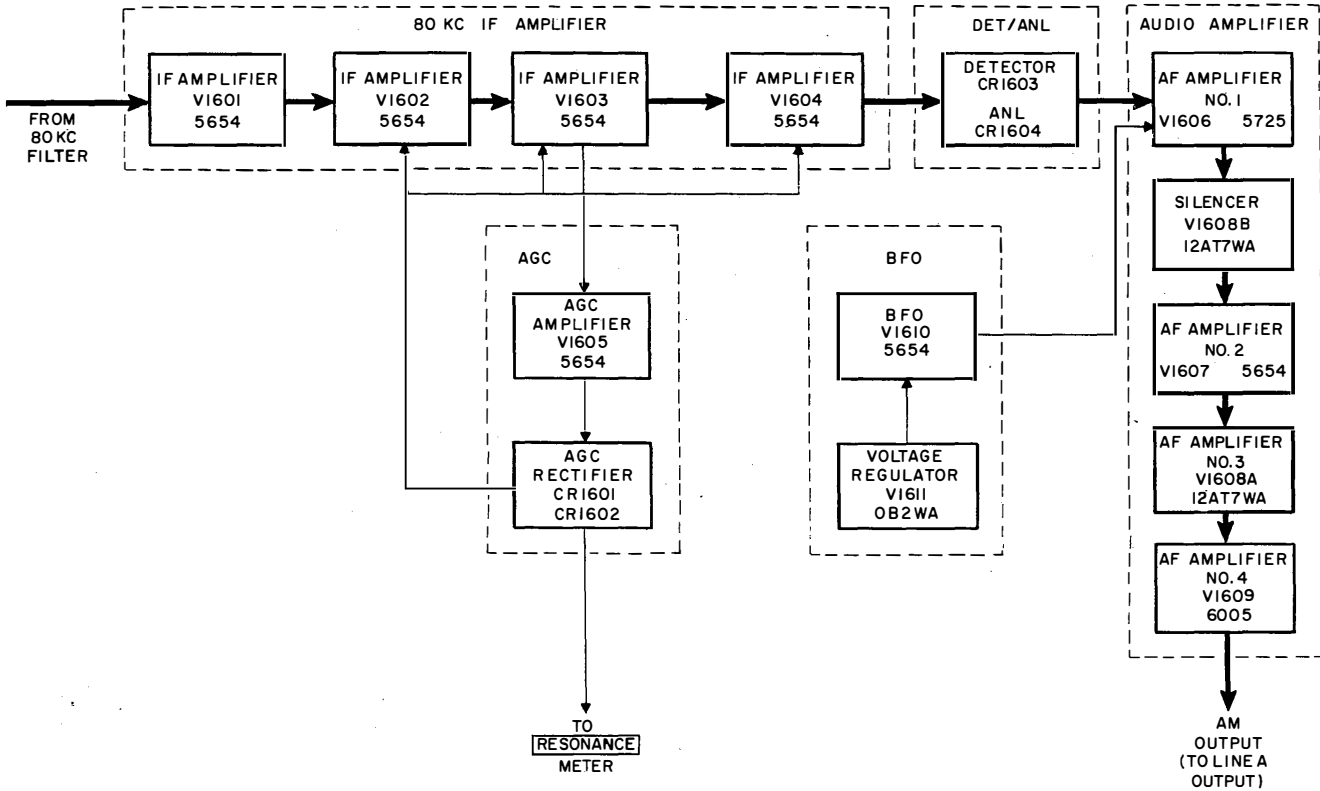 80 KC IF AMPLIFIER
DET/ANL
AUDIO AMPLIFIER
FROM
80 KC
FILTER
IF AMPLIFIER
V1601
5654
IF AMPLIFIER
V1602
5654
IF AMPLIFIER
V1603
5654
IF AMPLIFIER
V1604
5654
DETECTOR
CR1603
ANL
CR1604
AF AMPLIFIER
NO. 1
V1606 5725
SILENCER
V1608B
12AT7WA
AF AMPLIFIER
NO. 2
V1607 5654
AF AMPLIFIER
NO. 3
V1608A
12AT7WA
AF AMPLIFIER
NO. 4
V1609
6005
AGC
AGC
AMPLIFIER
V1605
5654
AGC
RECTIFIER
CR1601
CR1602
BFO
BFO
V1610
5654
VOLTAGE
REGULATOR
V1611
OB2WA
TO
RESONANCE
METER
AM
OUTPUT
(TO LINE A
OUTPUT)